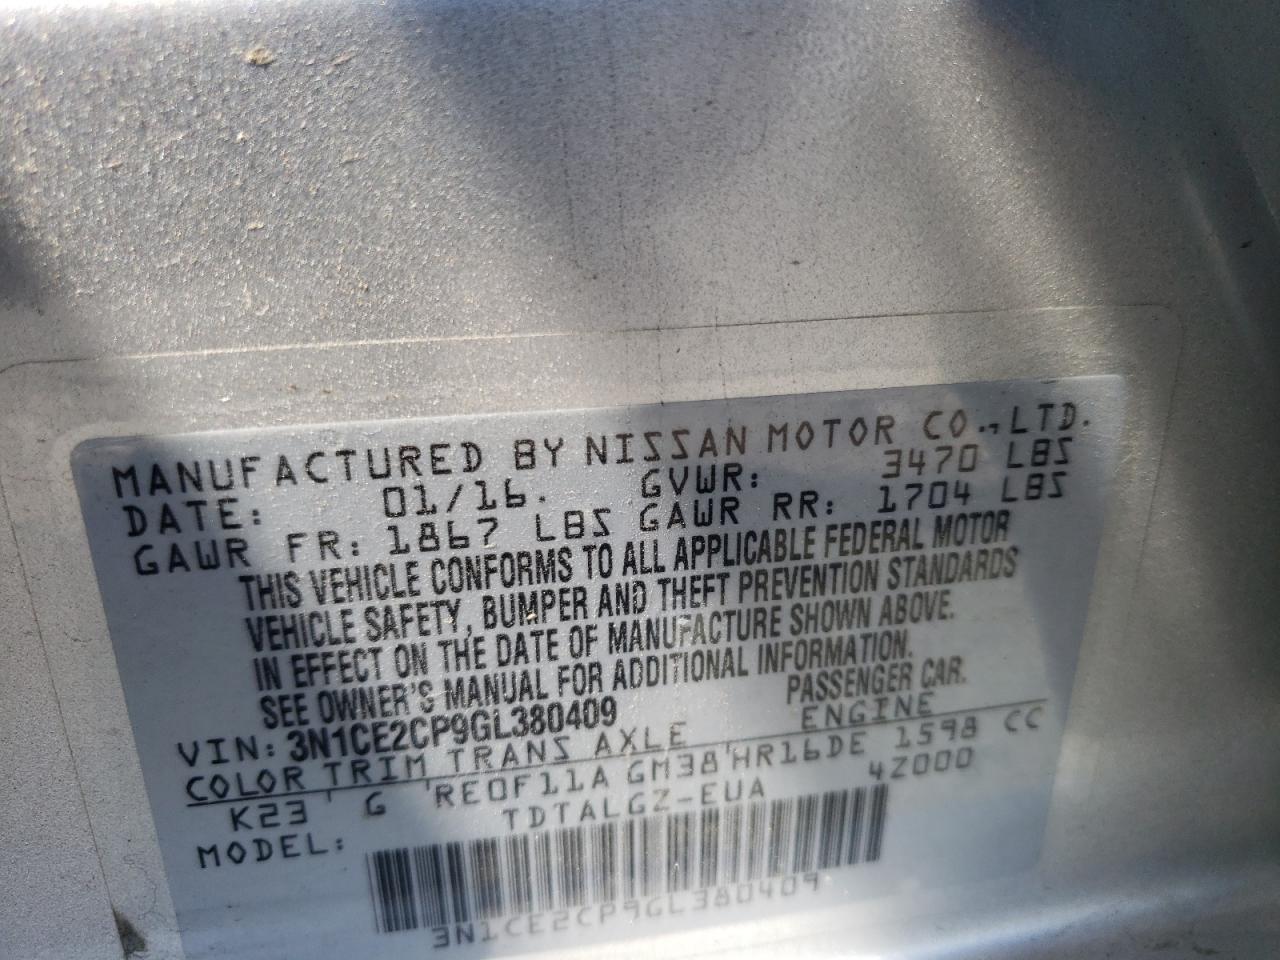 MANUFACTURED BY NISSAN MOTOR CO., LTD.
DATE: 01/16. GVWR: 3470 LBS
GAWR FR: 1867 LBS GAWR RR: 1704 LBS
THIS VEHICLE CONFORMS TO ALL APPLICABLE FEDERAL MOTOR
VEHICLE SAFETY, BUMPER AND THEFT PREVENTION STANDARDS
IN EFFECT ON THE DATE OF MANUFACTURE SHOWN ABOVE.
SEE OWNER'S MANUAL FOR ADDITIONAL INFORMATION.
VIN: 3N1CE2CP9GL380409 PASSENGER CAR.
COLOR TRIM TRANS AXLE ENGINE
K23 ' G 'RE0F11A GM38'HR16DE 1598 CC
MODEL: TDTALGZ-EUA 4Z000
3N1CE2CP9GL380409